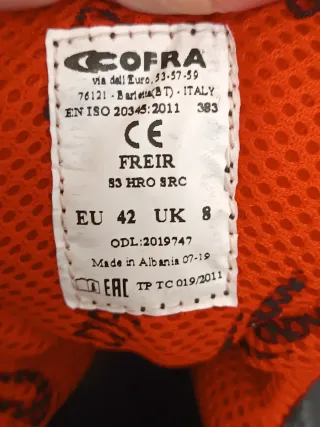 COFRA
via dell'Euro, 53-57-59
76121 - Barletta(BT) - ITALY
EN ISO 20345:2011 383
CE
FREIR
S3 HRO SRC
EU 42 UK 8
ODL:2019747
Made in Albania 07-19
EAC TP TC 019/2011